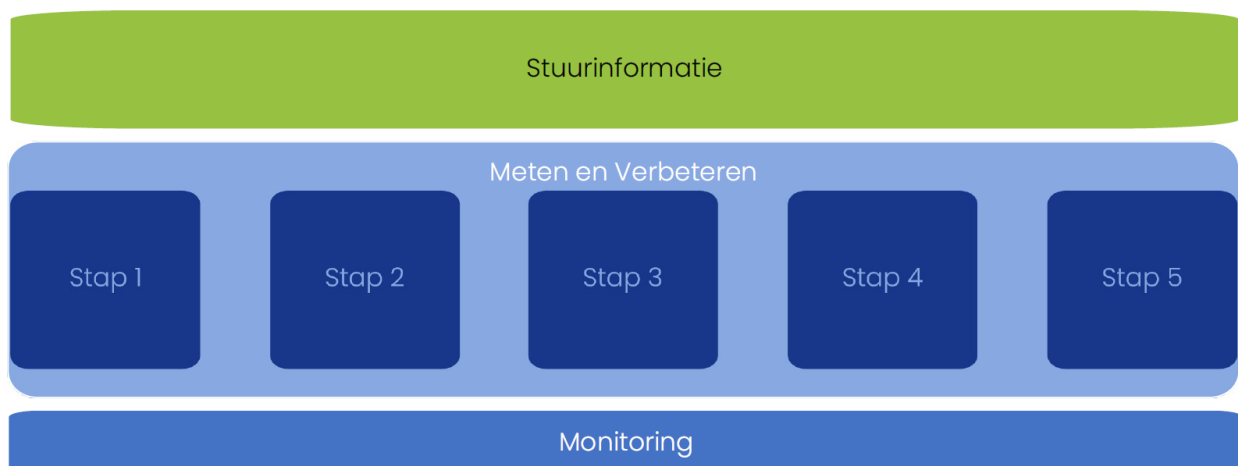 Stuurinformatie
Meten en Verbeteren
Stap 1
Stap 2
Stap 3
Stap 4
Stap 5
Monitoring